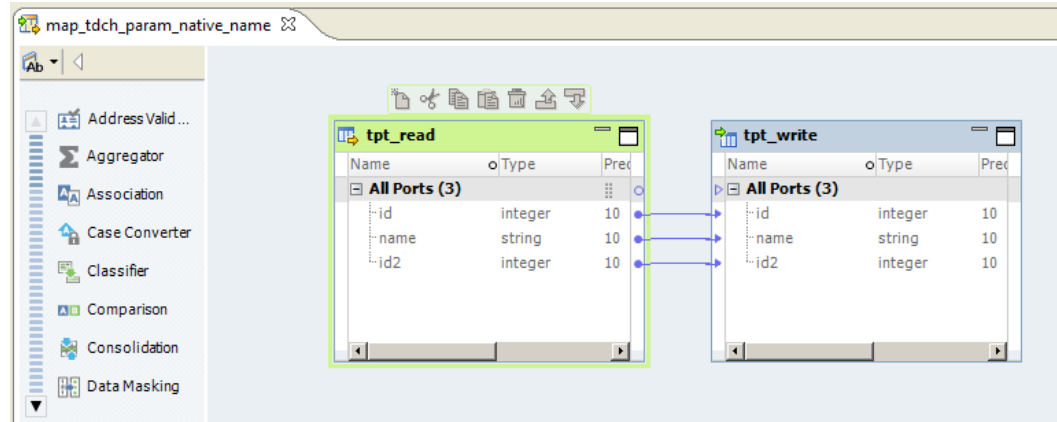 map_tdch_param_native_name
Ab
Address Valid...
Aggregator
Association
Case Converter
Classifier
Comparison
Consolidation
Data Masking
tpt_read
Name Type Prec
All Ports (3)
id integer 10
name string 10
id2 integer 10
tpt_write
Name Type Prec
All Ports (3)
id integer 10
name string 10
id2 integer 10